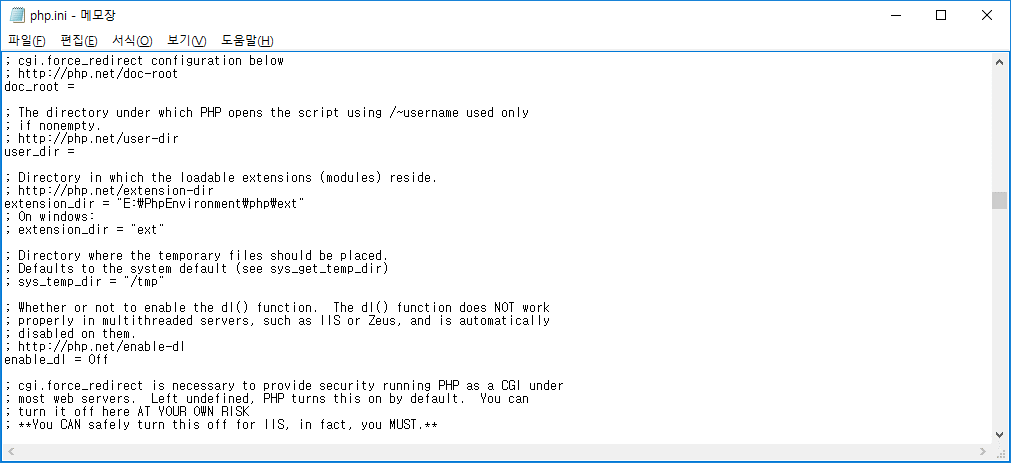 php.ini - 메모장
파일(F) 편집(E) 서식(O) 보기(V) 도움말(H)
; cgi.force_redirect configuration below
; http://php.net/doc-root
doc_root =
; The directory under which PHP opens the script using /~username used only
; if nonempty.
; http://php.net/user-dir
user_dir =
; Directory in which the loadable extensions (modules) reside.
; http://php.net/extension-dir
extension_dir = "E:₩PhpEnvironment₩php₩ext"
; On windows:
; extension_dir = "ext"
; Directory where the temporary files should be placed.
; Defaults to the system default (see sys_get_temp_dir)
; sys_temp_dir = "/tmp"
; Whether or not to enable the dl() function.  The dl() function does NOT work
; properly in multithreaded servers, such as IIS or Zeus, and is automatically
; disabled on them.
; http://php.net/enable-dl
enable_dl = Off
; cgi.force_redirect is necessary to provide security running PHP as a CGI under
; most web servers.  Left undefined, PHP turns this on by default.  You can
; turn it off here AT YOUR OWN RISK
; **You CAN safely turn this off for IIS, in fact, you MUST.**